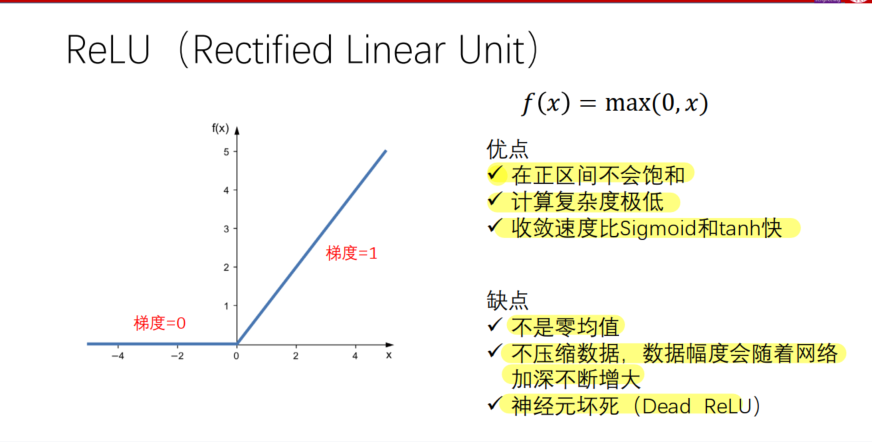 ReLU（Rectified Linear Unit）
f(x) = max(0, x)
f(x)
5
4
3
2
1
梯度=1
梯度=0
−4
−2
0
2
4
x
优点
✓ 在正区间不会饱和
✓ 计算复杂度极低
✓ 收敛速度比Sigmoid和tanh快
缺点
✓ 不是零均值
✓ 不压缩数据，数据幅度会随着网络
加深不断增大
✓ 神经元坏死（Dead ReLU）